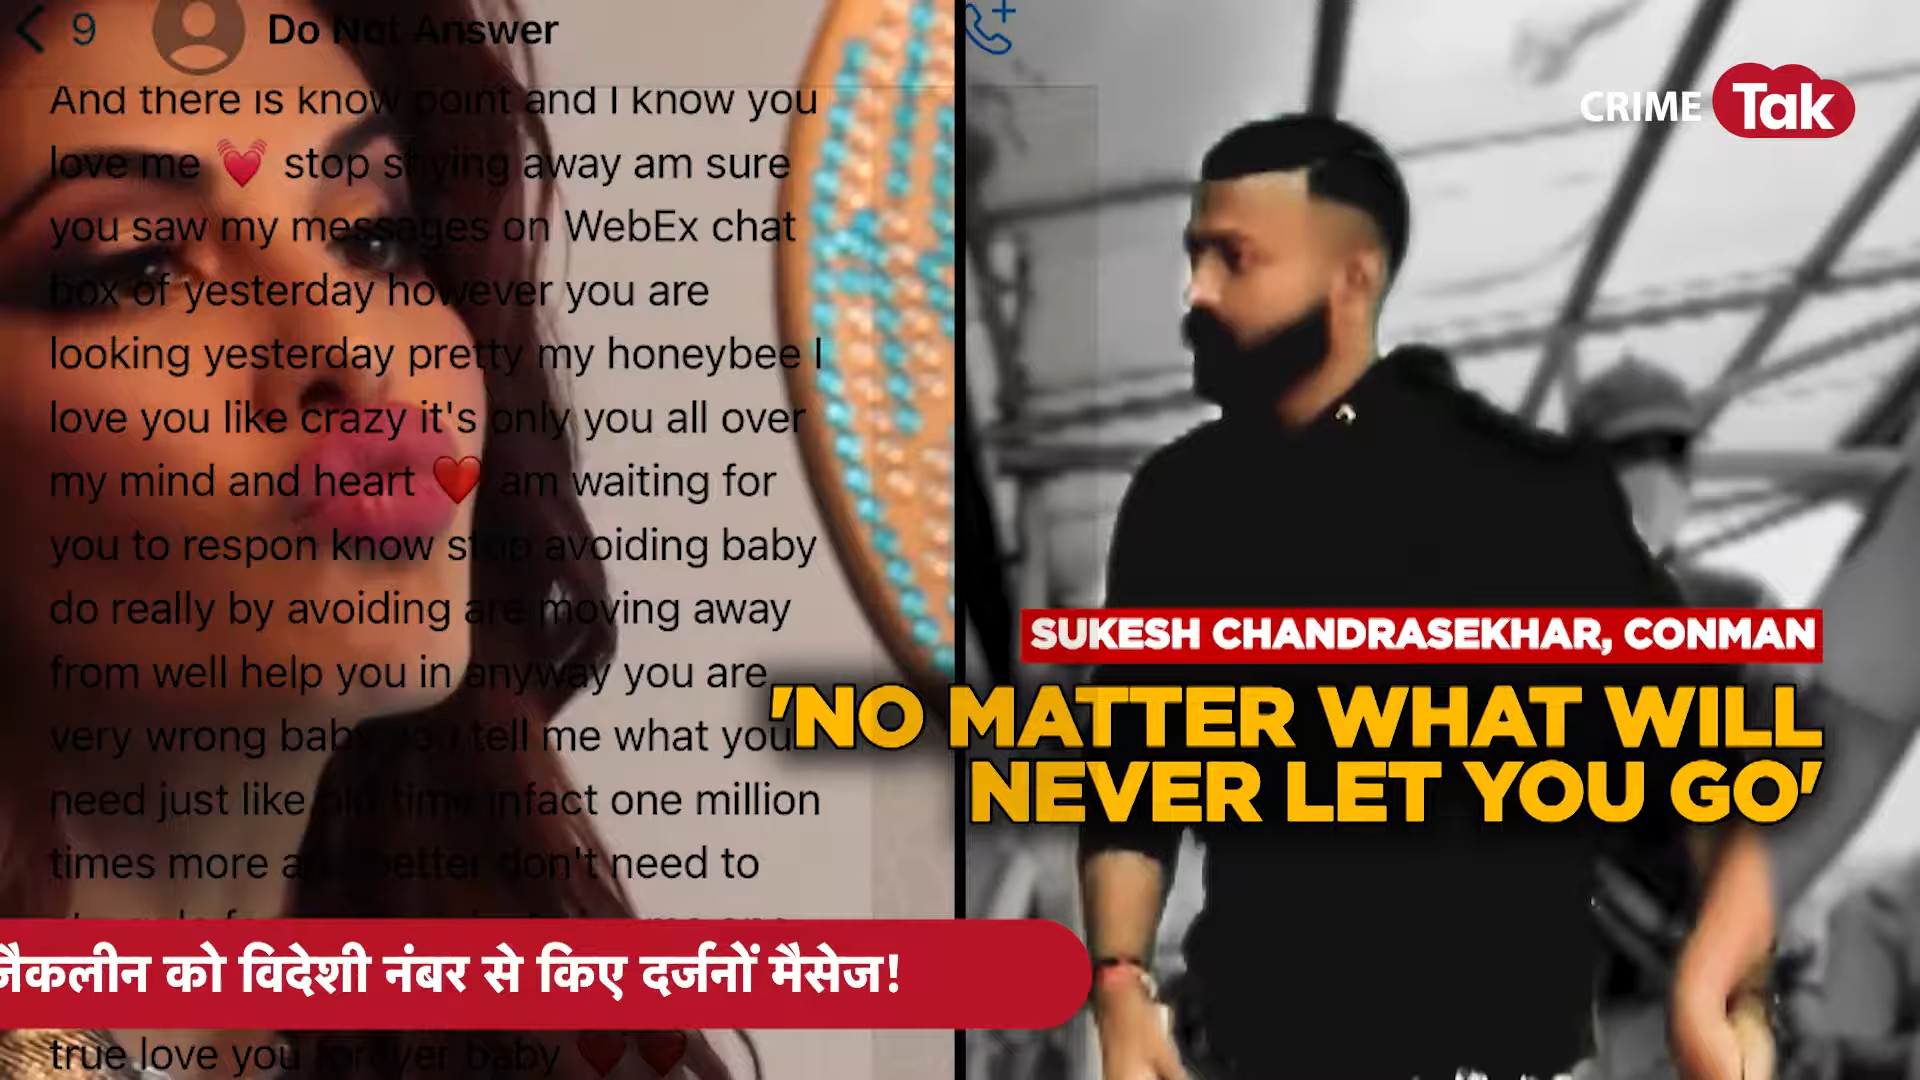 9
Do Not Answer
And there is know point and I know you
love me 💓 stop shying away am sure
you saw my messages on WebEx chat
box of yesterday however you are
looking yesterday pretty my honeybee I
love you like crazy it's only you all over
my mind and heart ❤️ am waiting for
you to respon know stop avoiding baby
do really by avoiding are moving away
from well help you in anyway you are
very wrong baby you tell me what you
need just like old time infact one million
times more and better don't need to
true love you forever baby ❤️❤️
CRIME Tak
SUKESH CHANDRASEKHAR, CONMAN
'NO MATTER WHAT WILL
NEVER LET YOU GO'
जैकलीन को विदेशी नंबर से किए दर्जनों मैसेज!